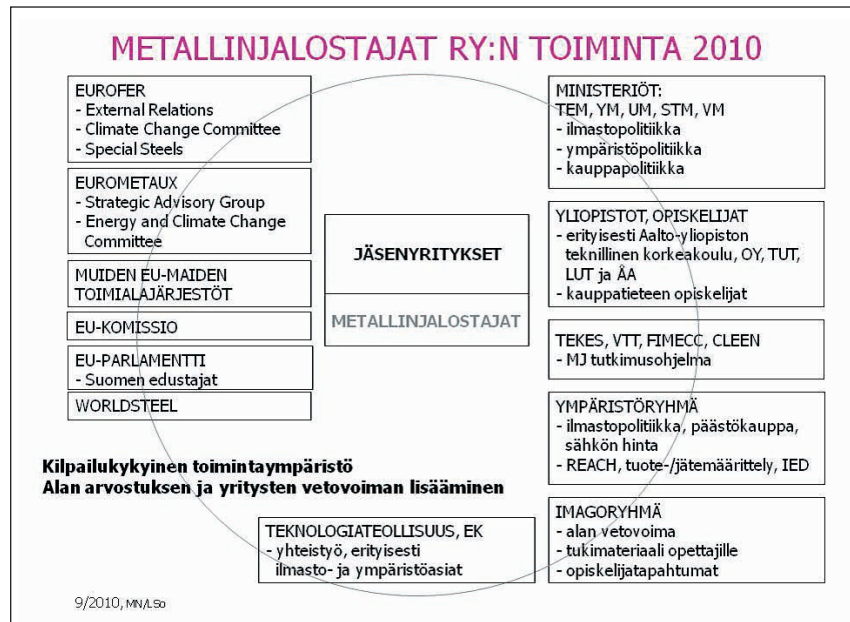 METALLINJALOSTAJAT RY:N TOIMINTA 2010
EUROFER
- External Relations
- Climate Change Committee
- Special Steels
EUROMETAUX
- Strategic Advisory Group
- Energy and Climate Change
Committee
MUIDEN EU-MAIDEN
TOIMIALAJÄRJESTÖT
EU-KOMISSIO
EU-PARLAMENTTI
- Suomen edustajat
WORLDSTEEL
JÄSENYRITYKSET
METALLINJALOSTAJAT
MINISTERIÖT:
TEM, YM, UM, STM, VM
- ilmastopolitiikka
- ympäristöpolitiikka
- kauppapolitiikka
YLIOPISTOT, OPISKELIJAT
- erityisesti Aalto-yliopiston
teknillinen korkeakoulu, OY, TUT,
LUT ja ÅA
- kauppatieteen opiskelijat
TEKES, VTT, FIMECC, CLEEN
- MJ tutkimusohjelma
YMPÄRISTÖRYHMÄ
- ilmastopolitiikka, päästökauppa,
sähkön hinta
- REACH, tuote-/jätemäärittely, IED
IMAGORYHMÄ
- alan vetovoima
- tukimateriaali opettajille
- opiskelijatapahtumat
Kilpailukykyinen toimintaympäristö
Alan arvostuksen ja yritysten vetovoiman lisääminen
TEKNOLOGIATEOLLISUUS, EK
- yhteistyö, erityisesti
ilmasto- ja ympäristöasiat
9/2010, MN/LSo